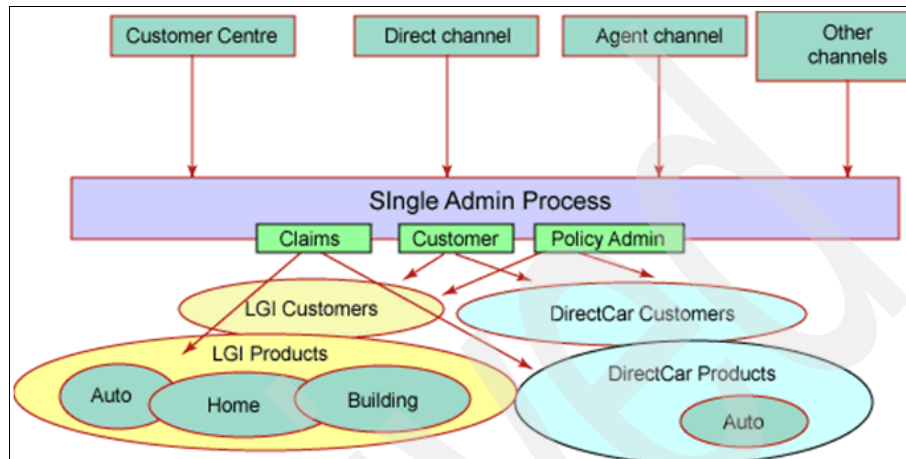 Customer Centre
Direct channel
Agent channel
Other
channels
SIngle Admin Process
Claims
Customer
Policy Admin
LGI Customers
DirectCar Customers
LGI Products
DirectCar Products
Auto
Home
Building
Auto